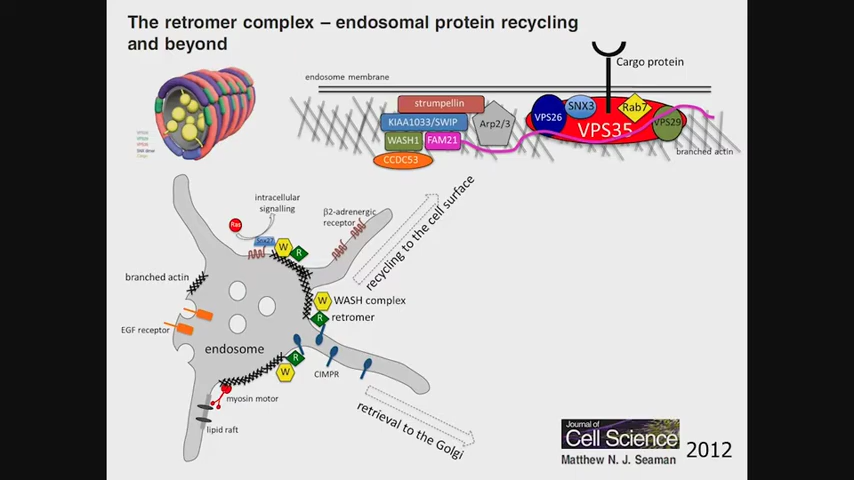 The retromer complex – endosomal protein recycling
and beyond
Cargo protein
endosome membrane
strumpellin
KIAA1033/SWIP
Arp2/3
WASH1
FAM21
CCDC53
VPS26
SNX3
Rab7
VPS35
VPS29
branched actin
intracellular
signalling
Ras
Snx27
W
R
β2-adrenergic
receptor
recycling to the cell surface
branched actin
W
WASH complex
R
retromer
EGF receptor
endosome
R
W
CIMPR
myosin motor
lipid raft
retrieval to the Golgi
Journal of
Cell Science
2012
Matthew N. J. Seaman